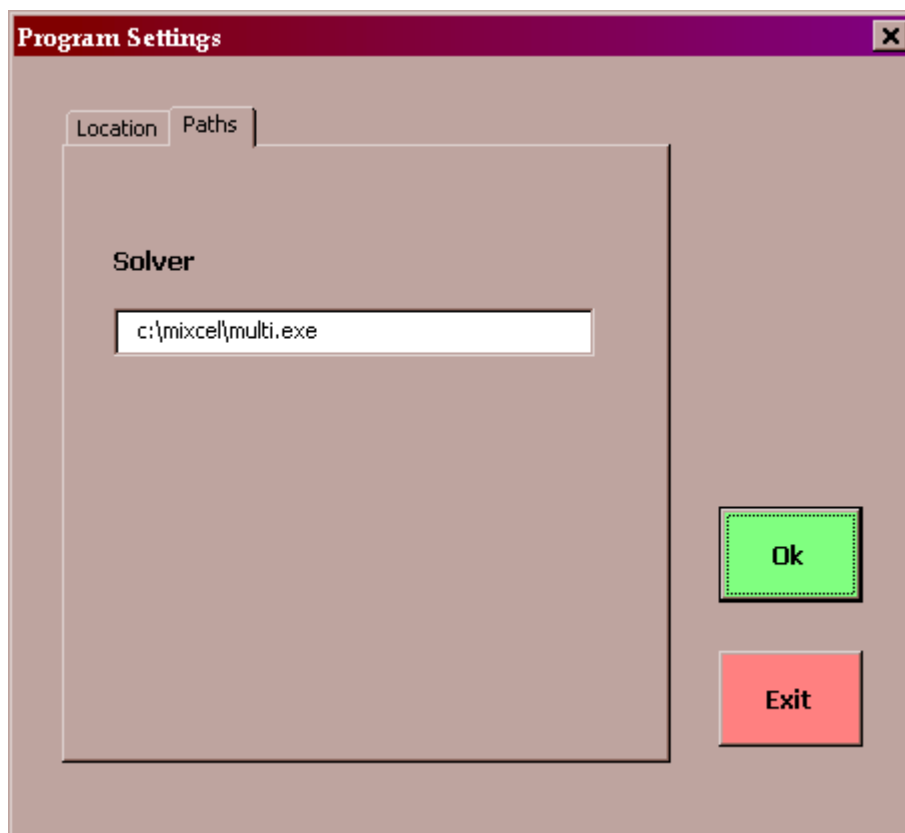 Program Settings
Location Paths
Solver
c:\mixcel\multi.exe
Ok
Exit